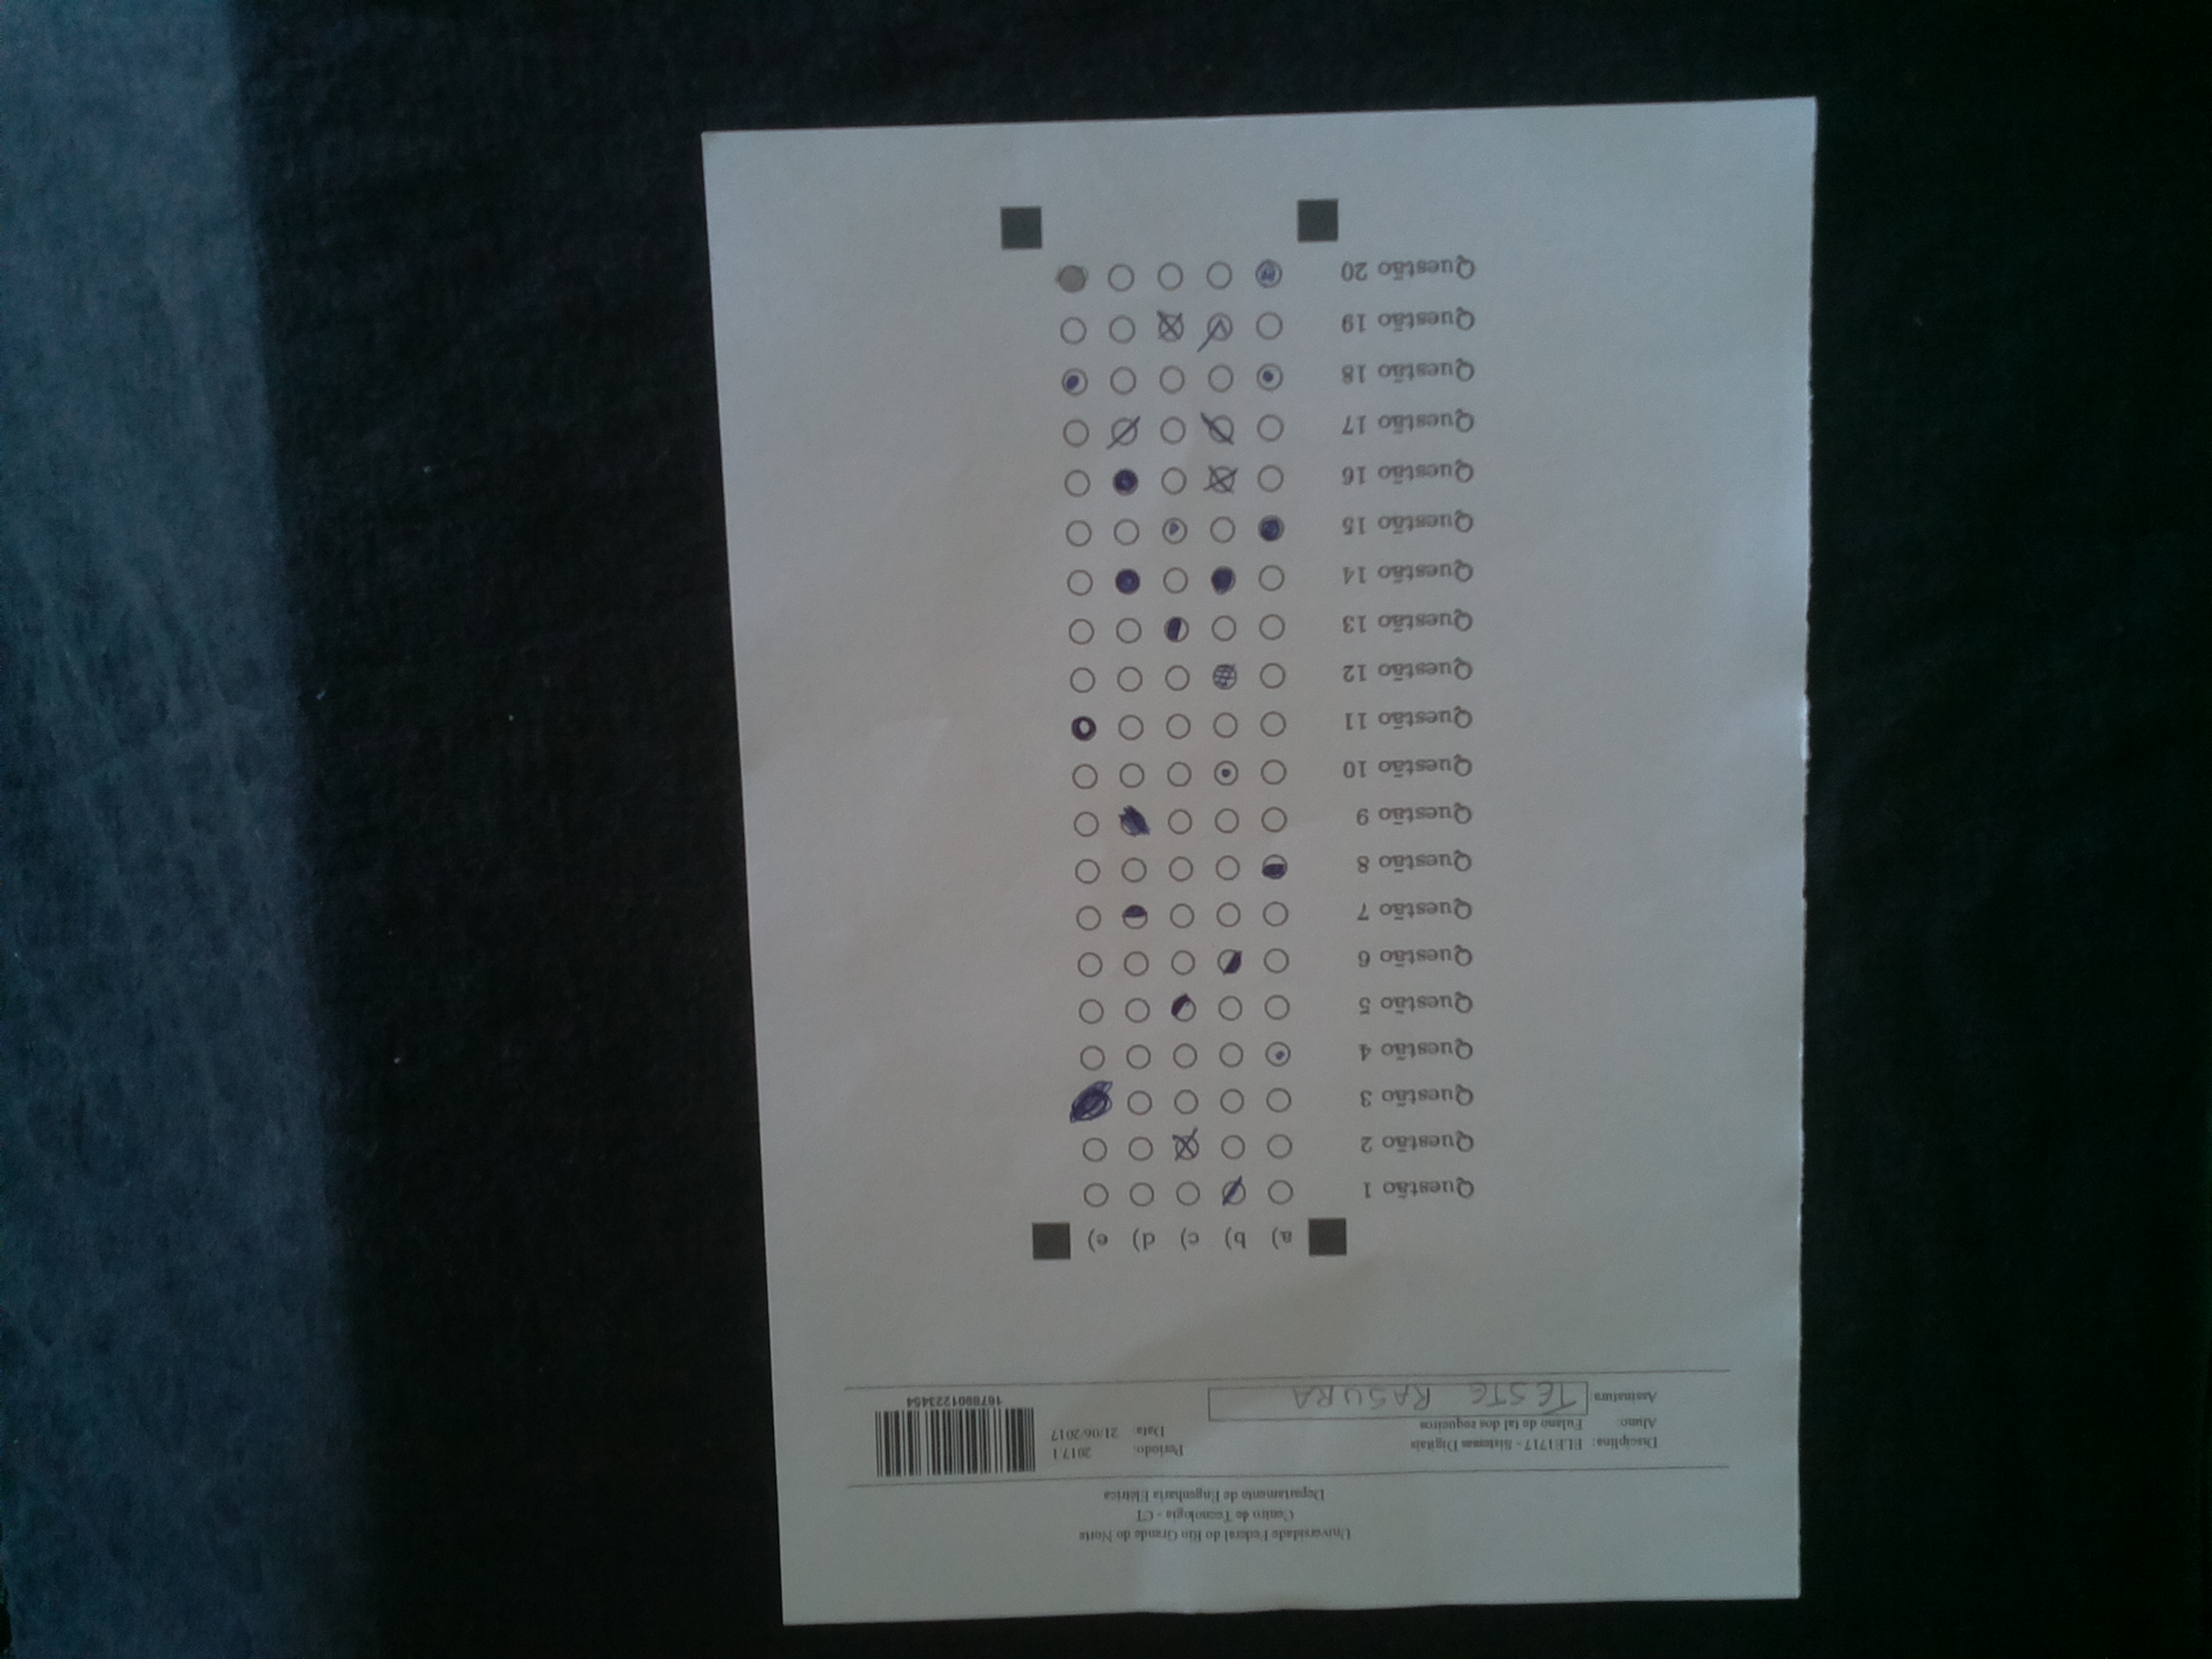 Universidade Federal do Rio Grande do Norte
Centro de Tecnologia - CT
Departamento de Engenharia Elétrica
Disciplina: ELE1717 - Sistemas Digitais Período: 2017.1
Aluno: Fulano de tal dos zoqueiros Data: 21/06/2017
Assinatura TESTE RASURA
1678901223454
a) b) c) d) e)
Questão 1
Questão 2
Questão 3
Questão 4
Questão 5
Questão 6
Questão 7
Questão 8
Questão 9
Questão 10
Questão 11
Questão 12
Questão 13
Questão 14
Questão 15
Questão 16
Questão 17
Questão 18
Questão 19
Questão 20